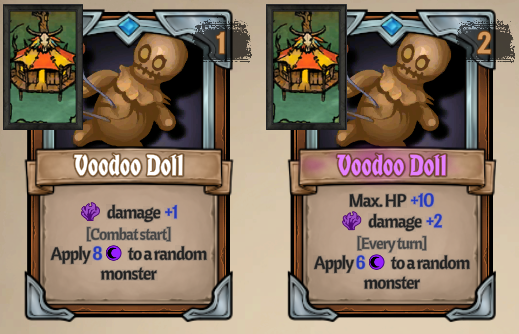 1
Voodoo Doll
damage +1
[Combat start]
Apply 8 to a random
monster
2
Voodoo Doll
Max. HP +10
damage +2
[Every turn]
Apply 6 to a random
monster